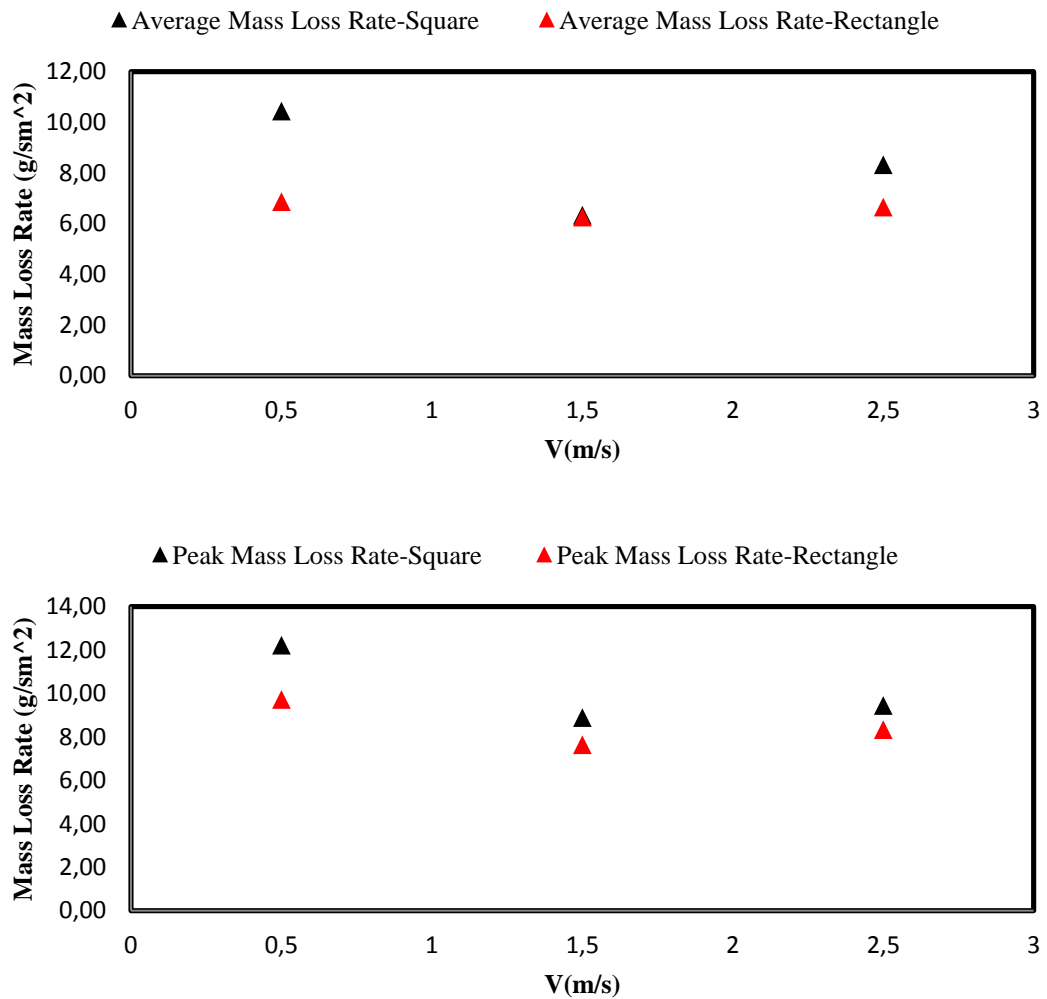 Average Mass Loss Rate-Square Average Mass Loss Rate-Rectangle
12,00
10,00
8,00
6,00
4,00
2,00
0,00
Mass Loss Rate (g/sm^2)
0 0,5 1 1,5 2 2,5 3
V(m/s)
Peak Mass Loss Rate-Square Peak Mass Loss Rate-Rectangle
14,00
12,00
10,00
8,00
6,00
4,00
2,00
0,00
Mass Loss Rate (g/sm^2)
0 0,5 1 1,5 2 2,5 3
V(m/s)